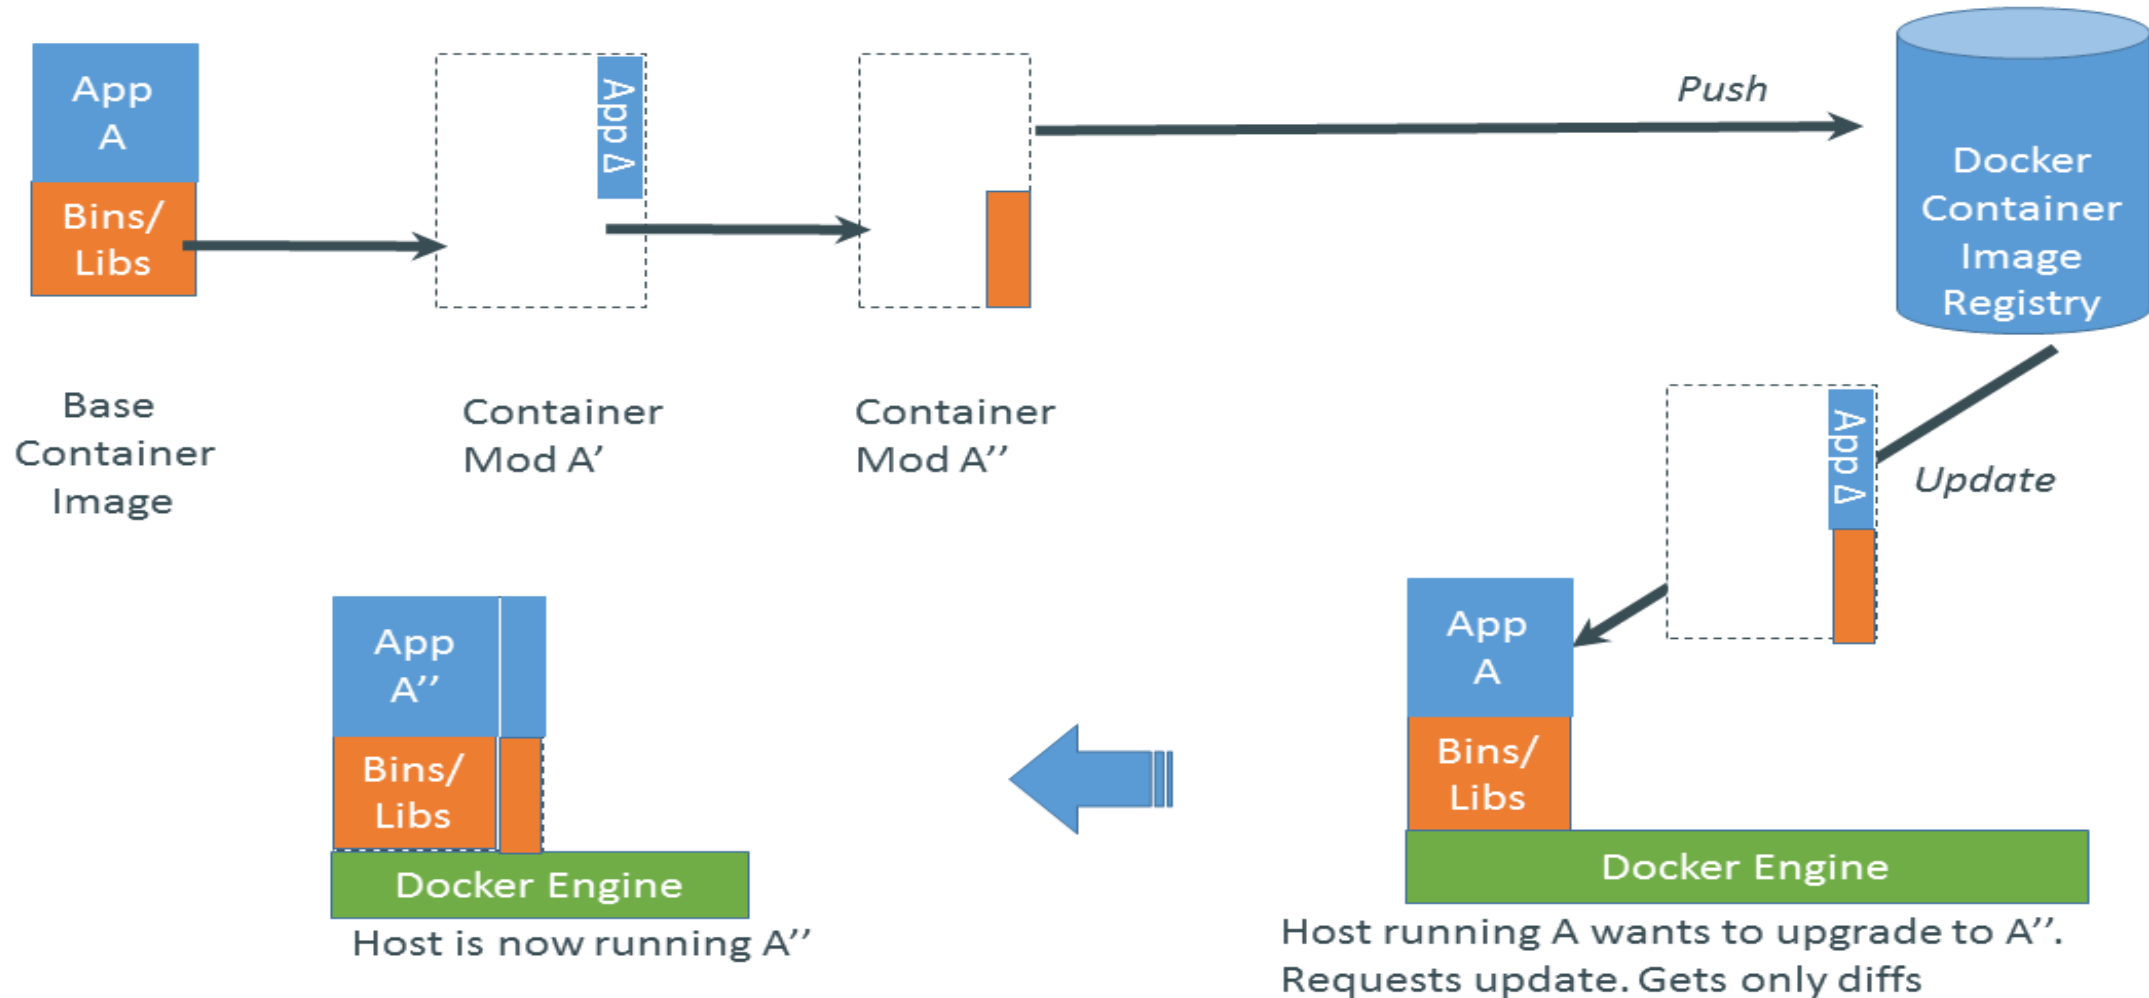 App
A
Bins/
Libs
App Δ
Push
Docker
Container
Image
Registry
Base
Container
Image
Container
Mod A'
Container
Mod A''
App Δ
Update
App
A''
Bins/
Libs
Docker Engine
Host is now running A''
App
A
Bins/
Libs
Docker Engine
Host running A wants to upgrade to A''.
Requests update. Gets only diffs